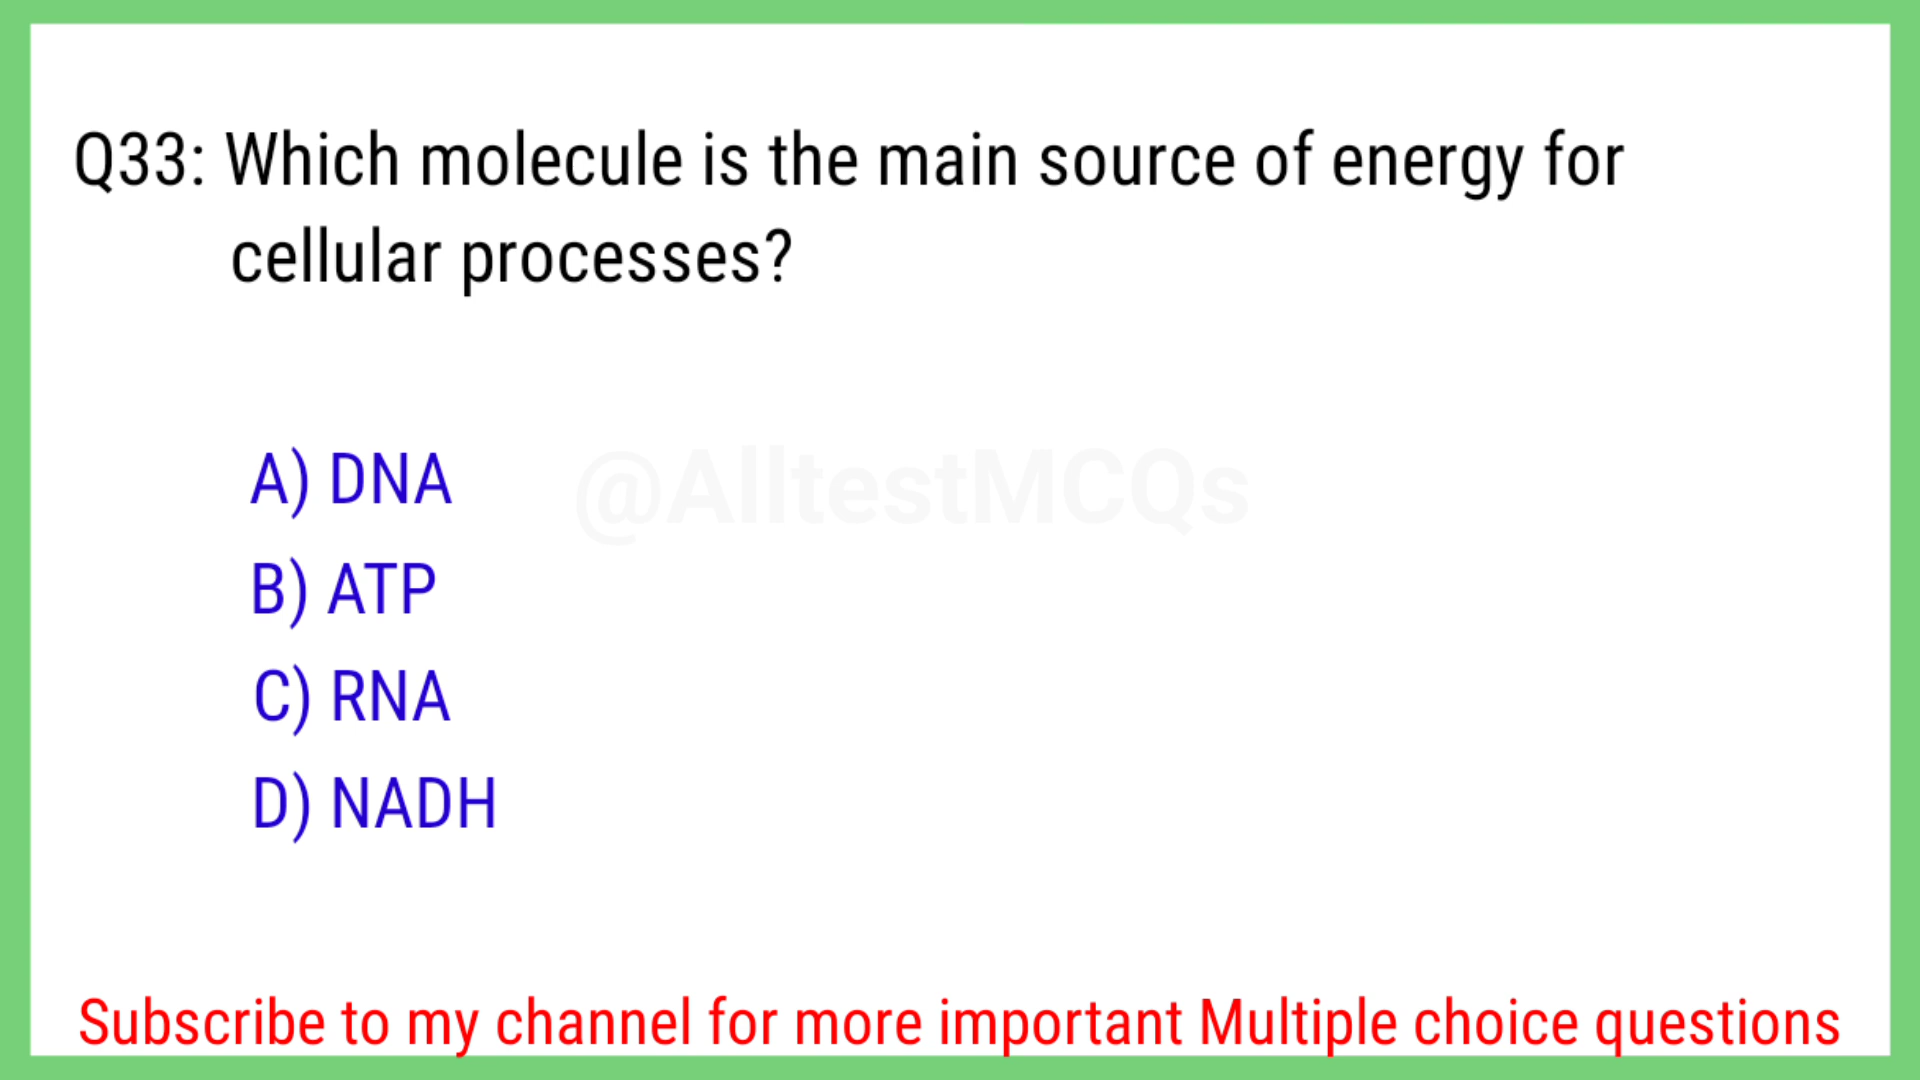 Q33: Which molecule is the main source of energy for
cellular processes?
A) DNA
@AlltestMCQs
B) ATP
C) RNA
D) NADH
Subscribe to my channel for more important Multiple choice questions